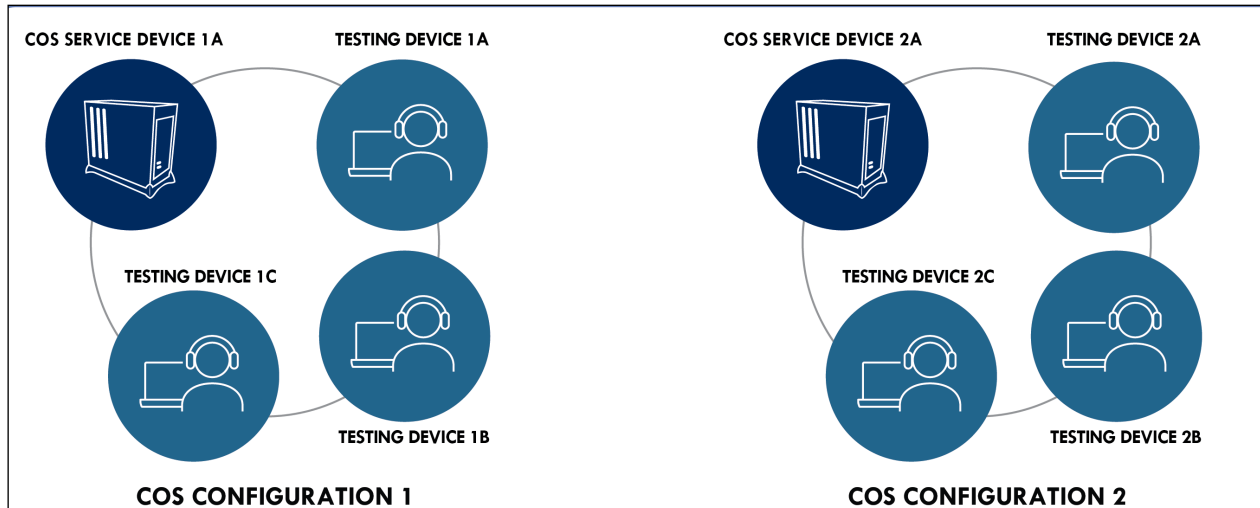 COS SERVICE DEVICE 1A
TESTING DEVICE 1A
TESTING DEVICE 1C
TESTING DEVICE 1B
COS CONFIGURATION 1
COS SERVICE DEVICE 2A
TESTING DEVICE 2A
TESTING DEVICE 2C
TESTING DEVICE 2B
COS CONFIGURATION 2